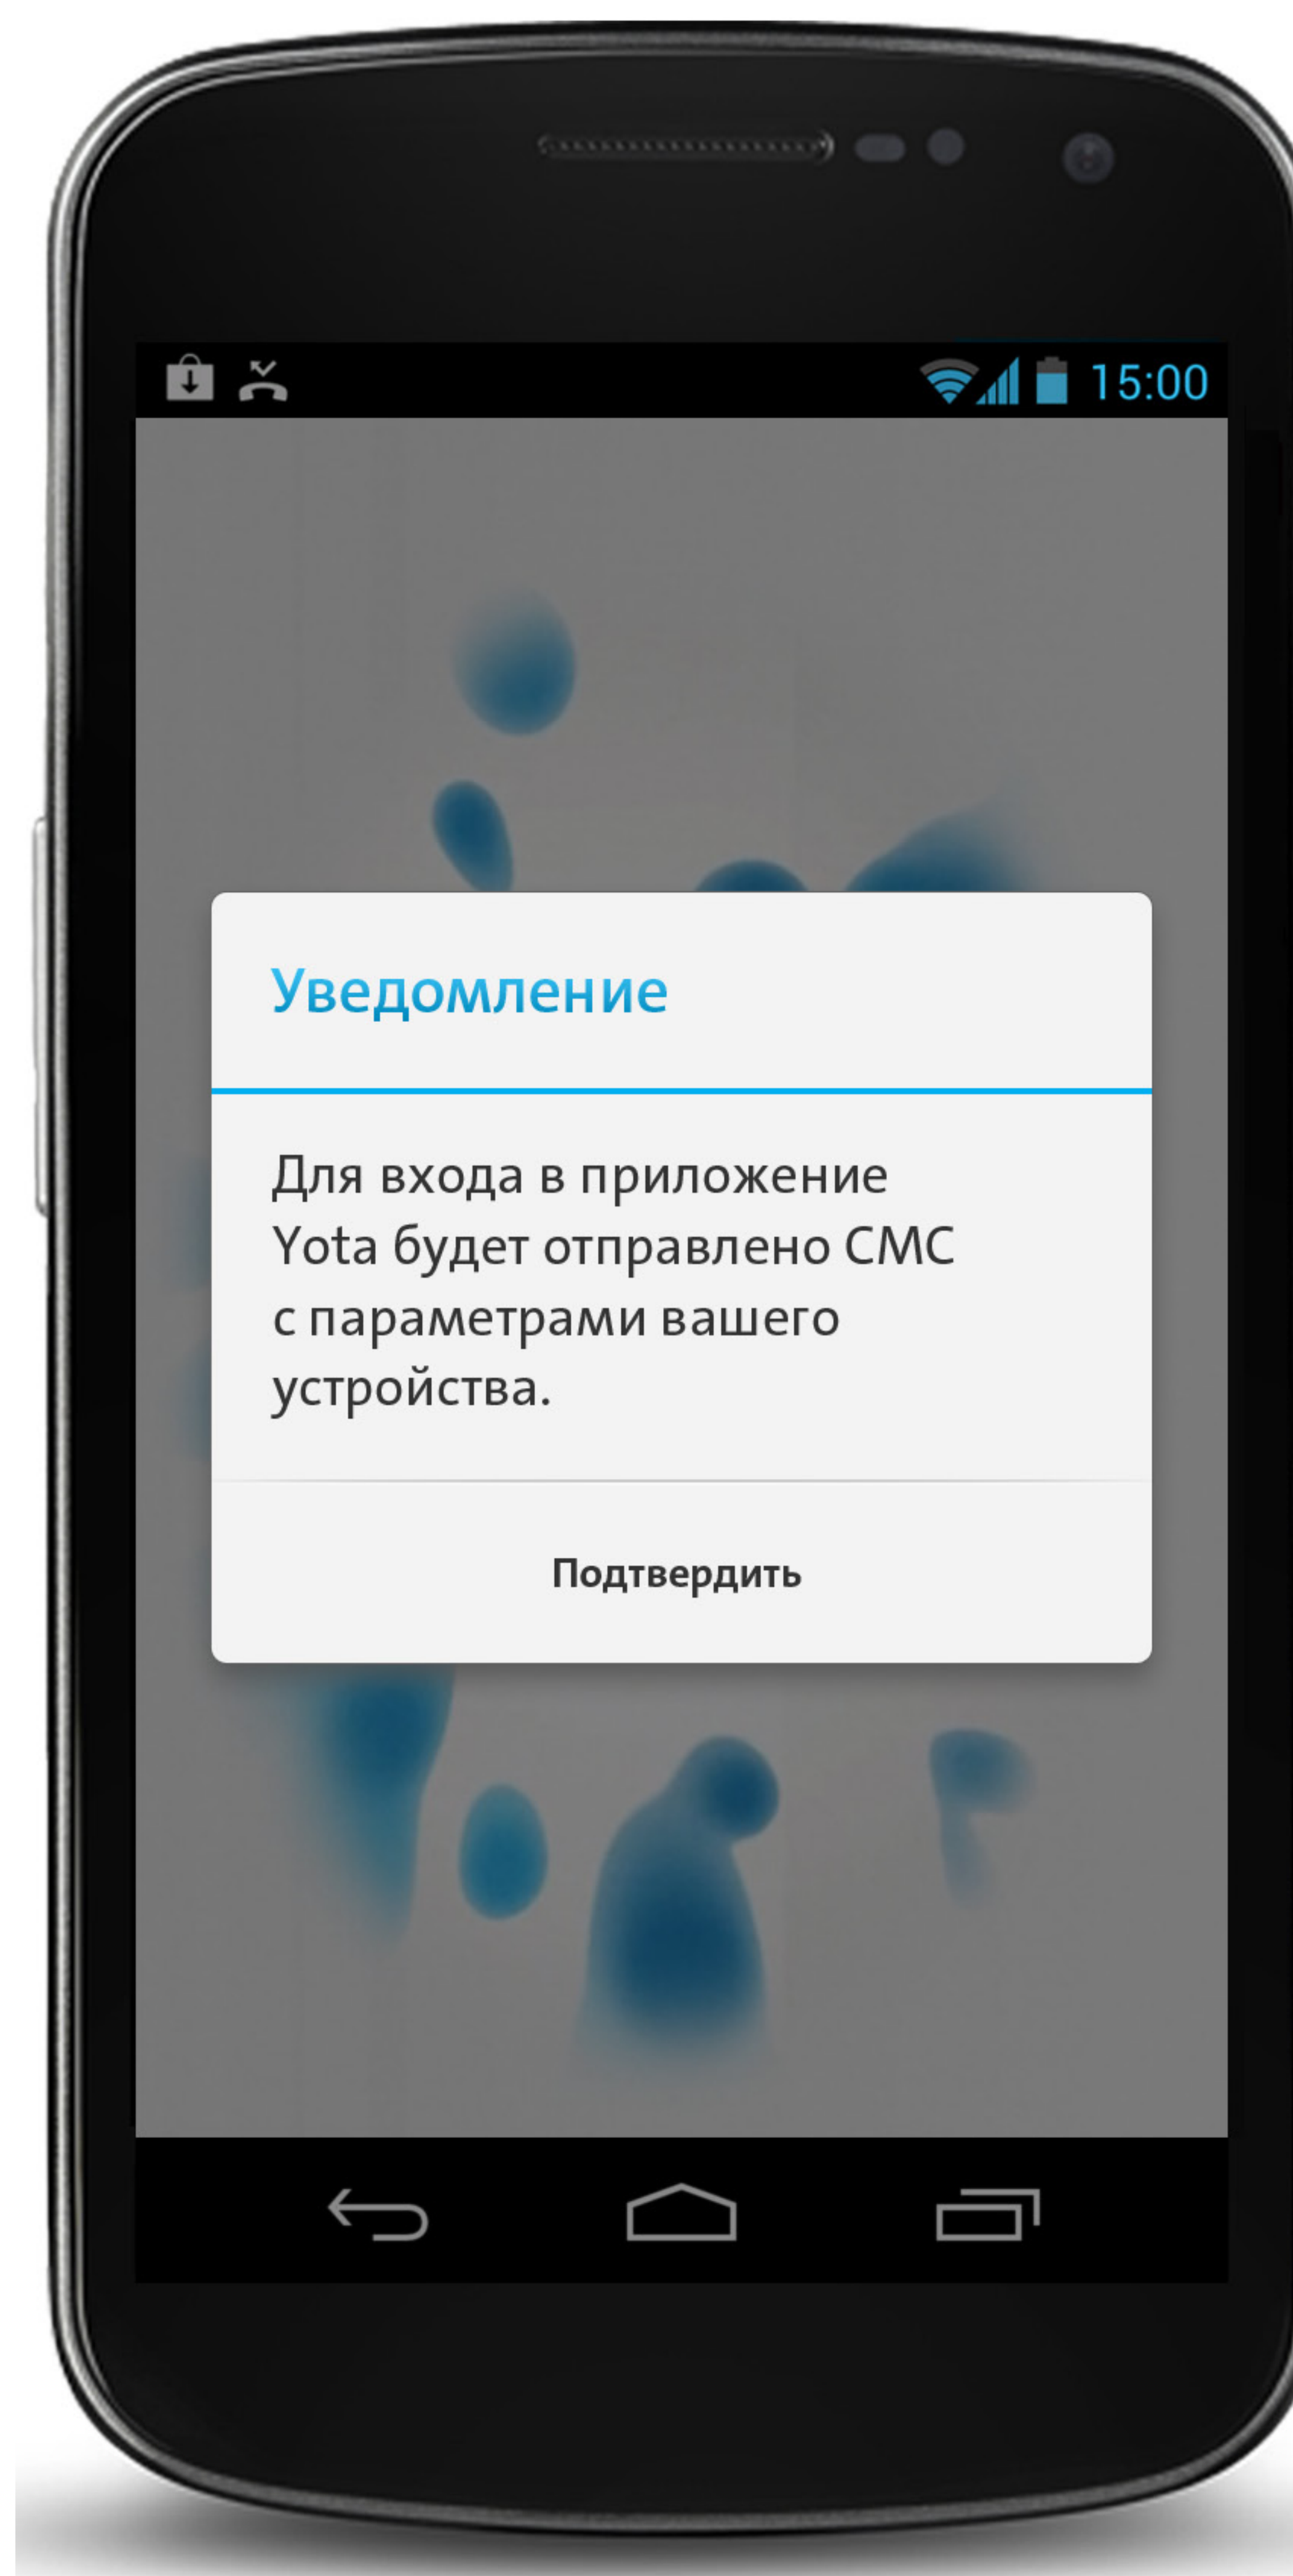 15:00
Уведомление
Для входа в приложение
Yota будет отправлено СМС
с параметрами вашего
устройства.
Подтвердить